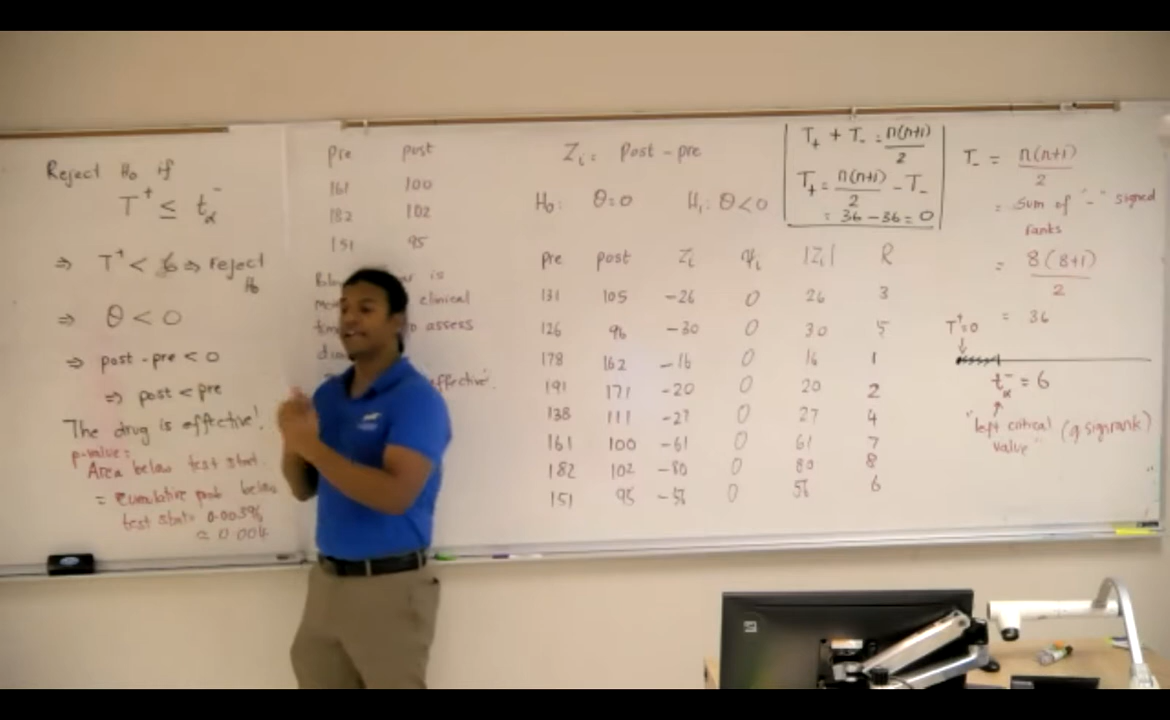 Reject Ho if
T⁺ ≤ t⁻α
⇒ T⁺ < 6 ⇒ reject Ho
⇒ θ < 0
⇒ post - pre < 0
⇒ post < pre
The drug is effective!
p-value =
Area below test stat.
= Cumulative prob below
test stat = 0.0039
≈ 0.004
pre post
161 100
182 102
151 95
is
clinical
assess
effective'.
Zi = Post - pre
Ho: θ=0 H1: θ<0
pre post Zi ψi |Zi| R
131 105 -26 0 26 3
126 96 -30 0 30 5
178 162 -16 0 16 1
191 171 -20 0 20 2
138 111 -27 0 27 4
161 100 -61 0 61 7
182 102 -80 0 80 8
151 95 -56 0 56 6
T+ + T- = n(n+1)/2
T+ = n(n+1)/2 - T-
= 36 - 36 = 0
T- = n(n+1)/2
= Sum of "-" signed
ranks
= 8(8+1)/2
= 36
T⁺=0
t⁻α = 6
"left critical value" (qsignrank)